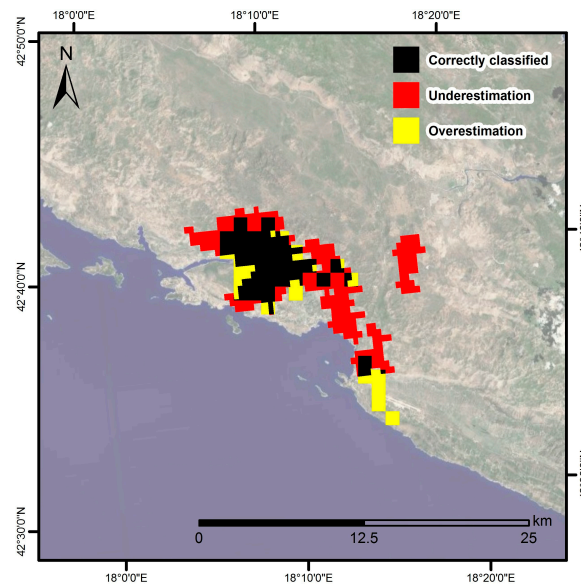 18°0'0"E 18°10'0"E 18°20'0"E
42°50'0"N
N
Correctly classified
Underestimation
Overestimation
42°40'0"N
42°30'0"N
km
0 12.5 25
18°0'0"E 18°10'0"E 18°20'0"E